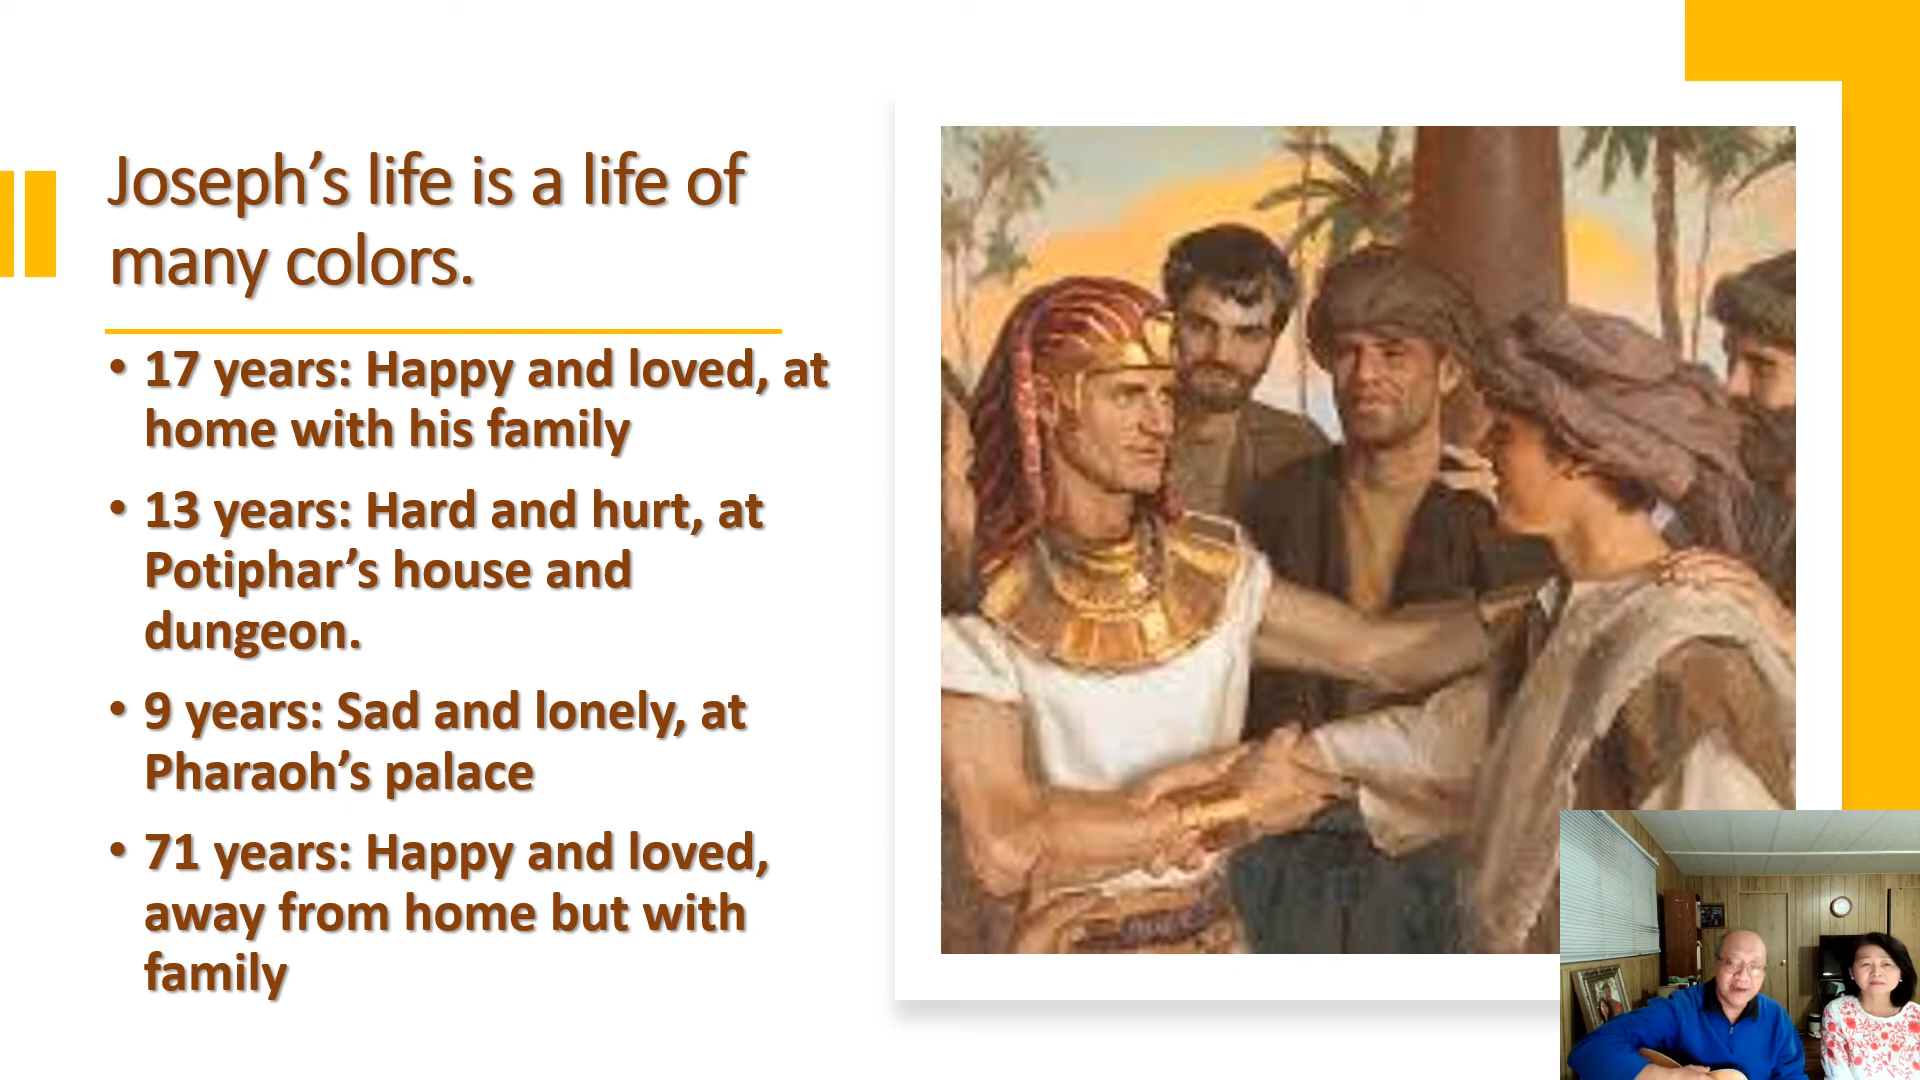 Joseph’s life is a life of
many colors.
• 17 years: Happy and loved, at
home with his family
• 13 years: Hard and hurt, at
Potiphar’s house and
dungeon.
• 9 years: Sad and lonely, at
Pharaoh’s palace
• 71 years: Happy and loved,
away from home but with
family